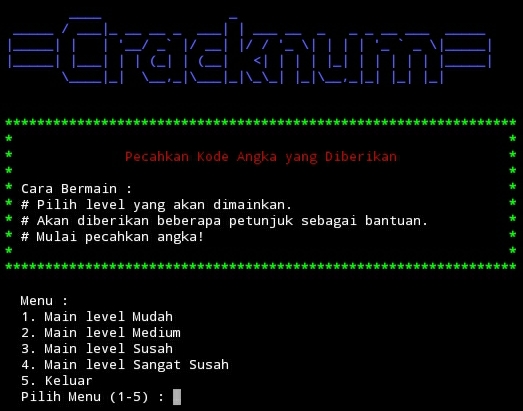 =Cracknum=
Pecahkan Kode Angka yang Diberikan
Cara Bermain :
# Pilih level yang akan dimainkan.
# Akan diberikan beberapa petunjuk sebagai bantuan.
# Mulai pecahkan angka!
Menu :
1. Main level Mudah
2. Main level Medium
3. Main level Susah
4. Main level Sangat Susah
5. Keluar
Pilih Menu (1-5) :